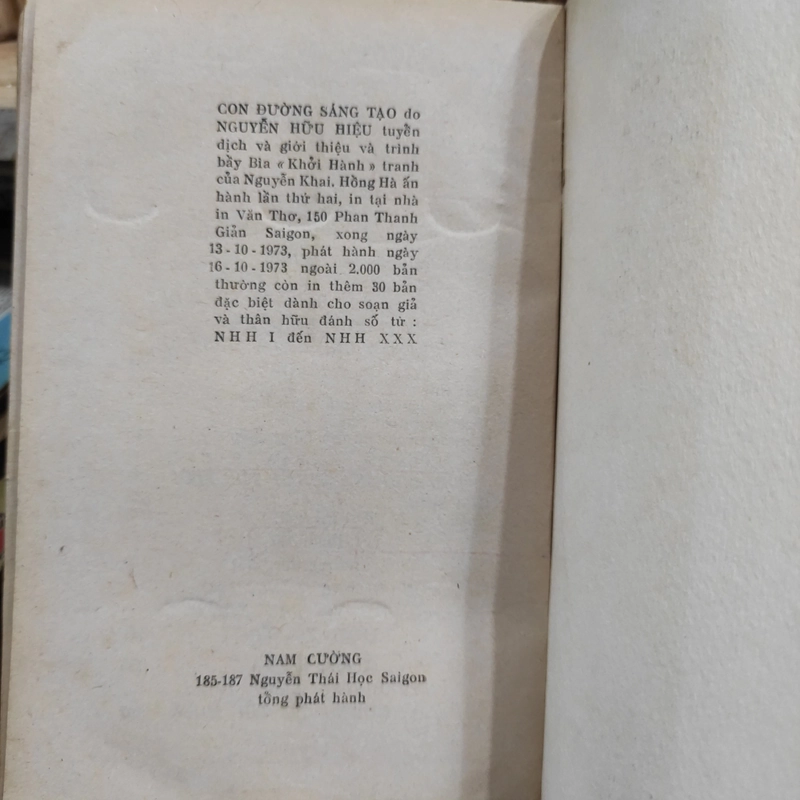 CON ĐƯỜNG SÁNG TẠO do
NGUYỄN HỮU HIỆU tuyển
dịch và giới thiệu và trình
bầy Bìa « Khởi Hành » tranh
của Nguyễn Khai. Hồng Hà ấn
hành lần thứ hai, in tại nhà
in Văn Thơ, 150 Phan Thanh
Giản Saigon, xong ngày
13-10-1973, phát hành ngày
16-10-1973 ngoài 2.000 bản
thường còn in thêm 30 bản
đặc biệt dành cho soạn giả
và thân hữu đánh số từ :
NHH I đến NHH XXX
NAM CƯỜNG
185-187 Nguyễn Thái Học Saigon
tổng phát hành